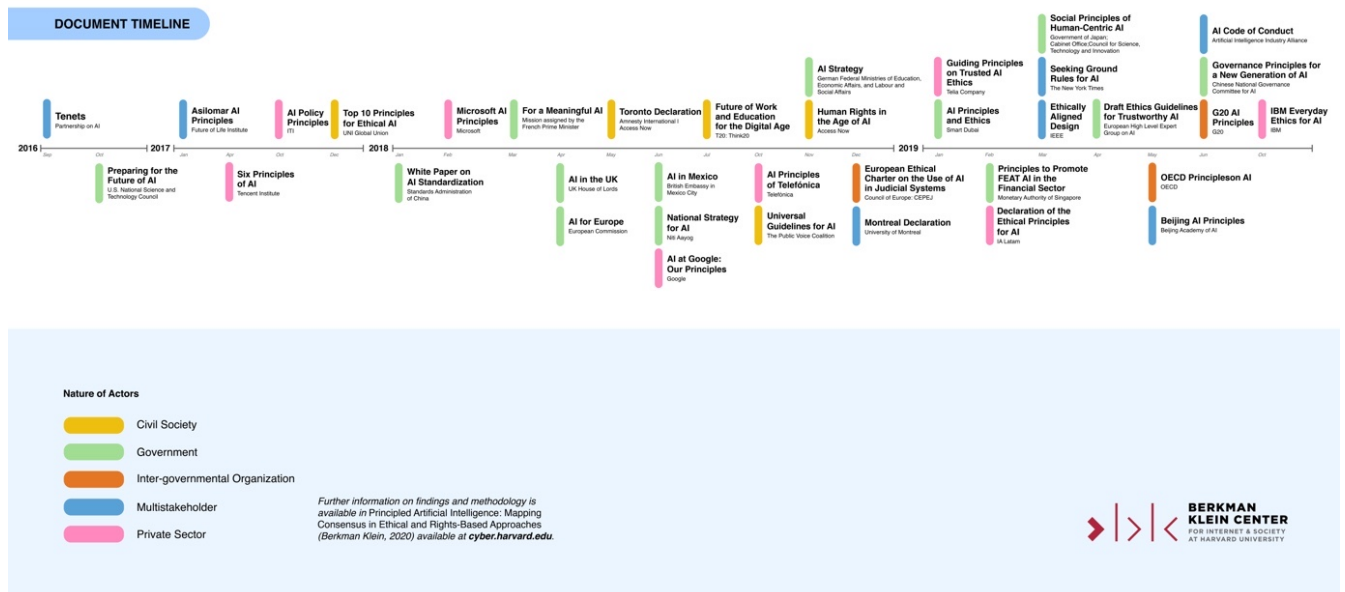 DOCUMENT TIMELINE
Social Principles of
Human-Centric AI
Government of Japan;
Cabinet Office;Council for Science,
Technology and Innovation
AI Code of Conduct
Artificial Intelligence Industry Alliance
AI Strategy
German Federal Ministries of Education,
Economic Affairs, and Labour and
Social Affairs
Guiding Principles
on Trusted AI
Ethics
Telia Company
Seeking Ground
Rules for AI
The New York Times
Governance Principles for
a New Generation of AI
Chinese National Governance
Committee for AI
Tenets
Partnership on AI
Asilomar AI
Principles
Future of Life Institute
AI Policy
Principles
ITI
Top 10 Principles
for Ethical AI
UNI Global Union
Microsoft AI
Principles
Microsoft
For a Meaningful AI
Mission assigned by the
French Prime Minister
Toronto Declaration
Amnesty International |
Access Now
Future of Work
and Education
for the Digital Age
T20: Think20
Human Rights in
the Age of AI
Access Now
AI Principles
and Ethics
Smart Dubai
Ethically
Aligned
Design
IEEE
Draft Ethics Guidelines
for Trustworthy AI
European High Level Expert
Group on AI
G20 AI
Principles
G20
IBM Everyday
Ethics for AI
IBM
2016 2017 2018 2019
Sep Oct Jan Apr Oct Dec Jan Feb Mar Apr May Jun Jul Oct Nov Dec Jan Feb Mar Apr May Jun Oct
Preparing for the
Future of AI
U.S. National Science and
Technology Council
Six Principles
of AI
Tencent Institute
White Paper on
AI Standardization
Standards Administration
of China
AI in the UK
UK House of Lords
AI in Mexico
British Embassy in
Mexico City
AI Principles
of Telefónica
Telefónica
European Ethical
Charter on the Use of AI
in Judicial Systems
Council of Europe: CEPEJ
Principles to Promote
FEAT AI in the
Financial Sector
Monetary Authority of Singapore
OECD Principleson AI
OECD
AI for Europe
European Commission
National Strategy
for AI
Niti Aayog
Universal
Guidelines for AI
The Public Voice Coalition
Montreal Declaration
University of Montreal
Declaration of the
Ethical Principles
for AI
IA Latam
Beijing AI Principles
Beijing Academy of AI
AI at Google:
Our Principles
Google
Nature of Actors
Civil Society
Government
Inter-governmental Organization
Multistakeholder
Private Sector
Further information on findings and methodology is
available in Principled Artificial Intelligence: Mapping
Consensus in Ethical and Rights-Based Approaches
(Berkman Klein, 2020) available at cyber.harvard.edu.
BERKMAN
KLEIN CENTER
FOR INTERNET & SOCIETY
AT HARVARD UNIVERSITY